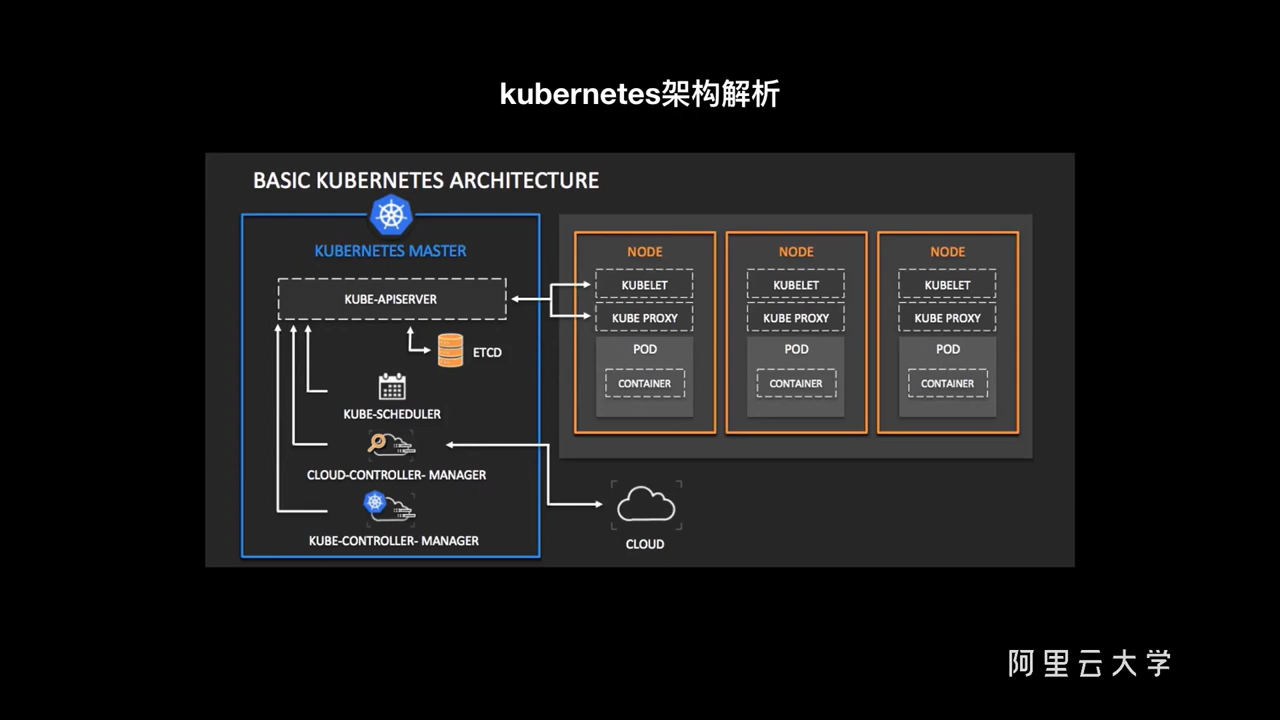 kubernetes架构解析
BASIC KUBERNETES ARCHITECTURE
KUBERNETES MASTER
KUBE-APISERVER
ETCD
KUBE-SCHEDULER
CLOUD-CONTROLLER- MANAGER
KUBE-CONTROLLER- MANAGER
NODE
KUBELET
KUBE PROXY
POD
CONTAINER
NODE
KUBELET
KUBE PROXY
POD
CONTAINER
NODE
KUBELET
KUBE PROXY
POD
CONTAINER
CLOUD
阿里云大学